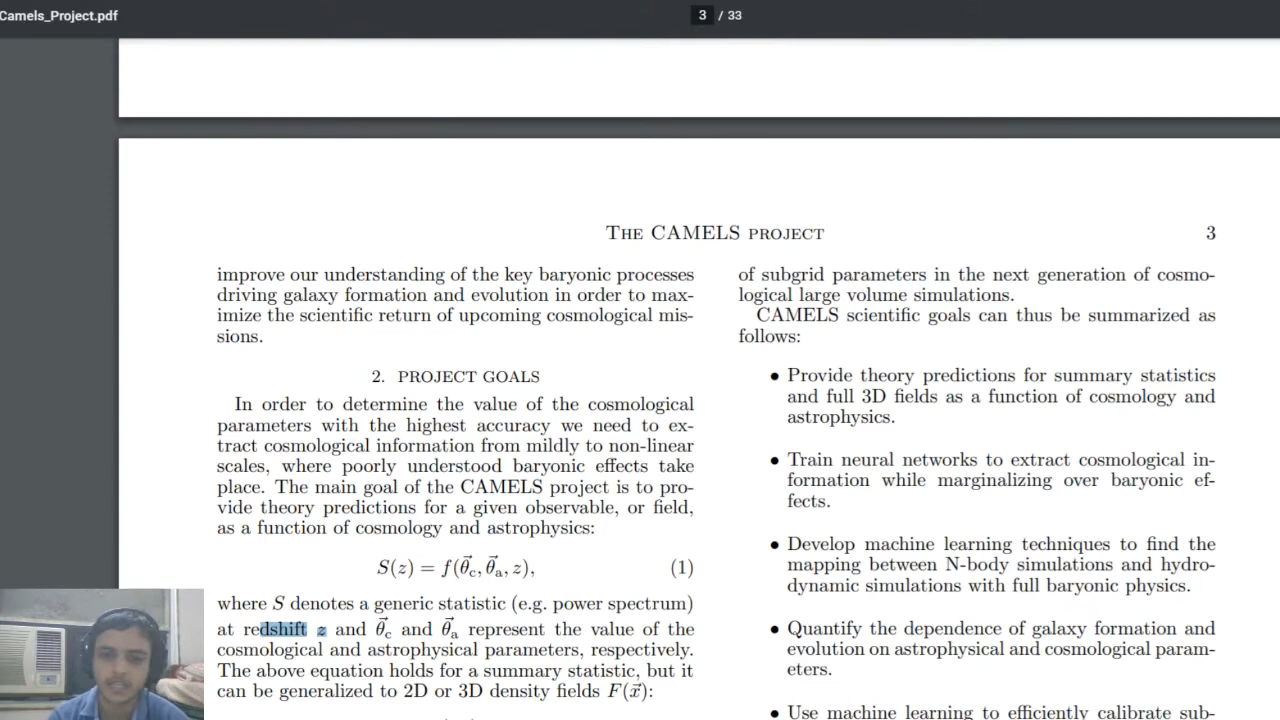 Camels_Project.pdf
3 / 33
THE CAMELS PROJECT
3
improve our understanding of the key baryonic processes
driving galaxy formation and evolution in order to max-
imize the scientific return of upcoming cosmological mis-
sions.
2. PROJECT GOALS
In order to determine the value of the cosmological
parameters with the highest accuracy we need to ex-
tract cosmological information from mildly to non-linear
scales, where poorly understood baryonic effects take
place. The main goal of the CAMELS project is to pro-
vide theory predictions for a given observable, or field,
as a function of cosmology and astrophysics:
S(z) = f(θ⃗c, θ⃗a, z), (1)
where S denotes a generic statistic (e.g. power spectrum)
at redshift z and θ⃗c and θ⃗a represent the value of the
cosmological and astrophysical parameters, respectively.
The above equation holds for a summary statistic, but it
can be generalized to 2D or 3D density fields F(x⃗):
of subgrid parameters in the next generation of cosmo-
logical large volume simulations.
CAMELS scientific goals can thus be summarized as
follows:
• Provide theory predictions for summary statistics
and full 3D fields as a function of cosmology and
astrophysics.
• Train neural networks to extract cosmological in-
formation while marginalizing over baryonic ef-
fects.
• Develop machine learning techniques to find the
mapping between N-body simulations and hydro-
dynamic simulations with full baryonic physics.
• Quantify the dependence of galaxy formation and
evolution on astrophysical and cosmological param-
eters.
• Use machine learning to efficiently calibrate sub-